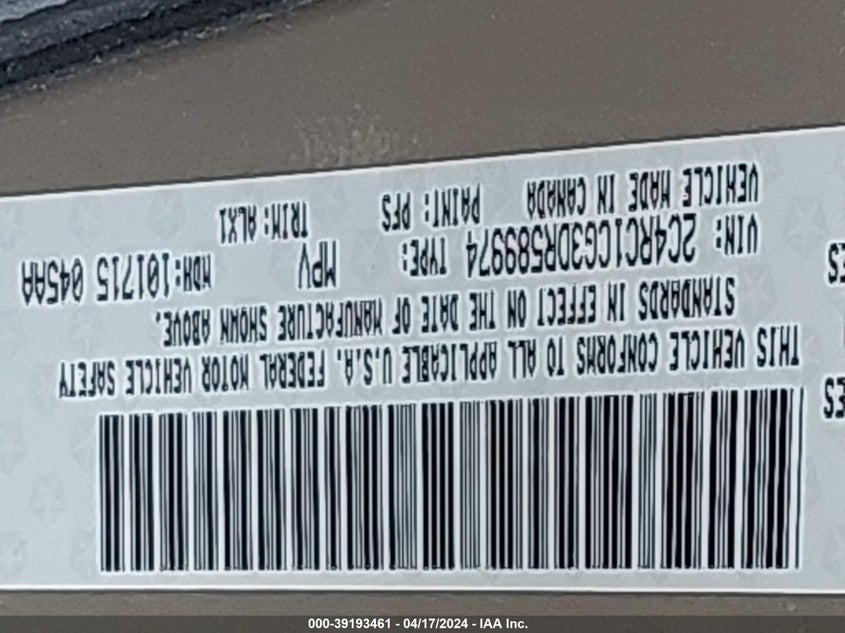 THIS VEHICLE CONFORMS TO ALL APPLICABLE U.S.A. FEDERAL MOTOR VEHICLE SAFETY
STANDARDS IN EFFECT ON THE DATE OF MANUFACTURE SHOWN ABOVE.
VIN: 2C4RC1CG3DR589974 TYPE: MPV MDH:101715 045AA
VEHICLE MADE IN CANADA PAINT: PFS TRIM: ALX1
000-39193461 - 04/17/2024 - IAA Inc.